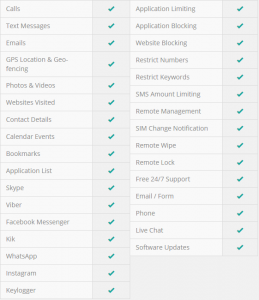 Calls
Text Messages
Emails
GPS Location & Geo-
fencing
Photos & Videos
Websites Visited
Contact Details
Calendar Events
Bookmarks
Application List
Skype
Viber
Facebook Messenger
Kik
WhatsApp
Instagram
Keylogger
Application Limiting
Application Blocking
Website Blocking
Restrict Numbers
Restrict Keywords
SMS Amount Limiting
Remote Management
SIM Change Notification
Remote Wipe
Remote Lock
Free 24/7 Support
Email / Form
Phone
Live Chat
Software Updates